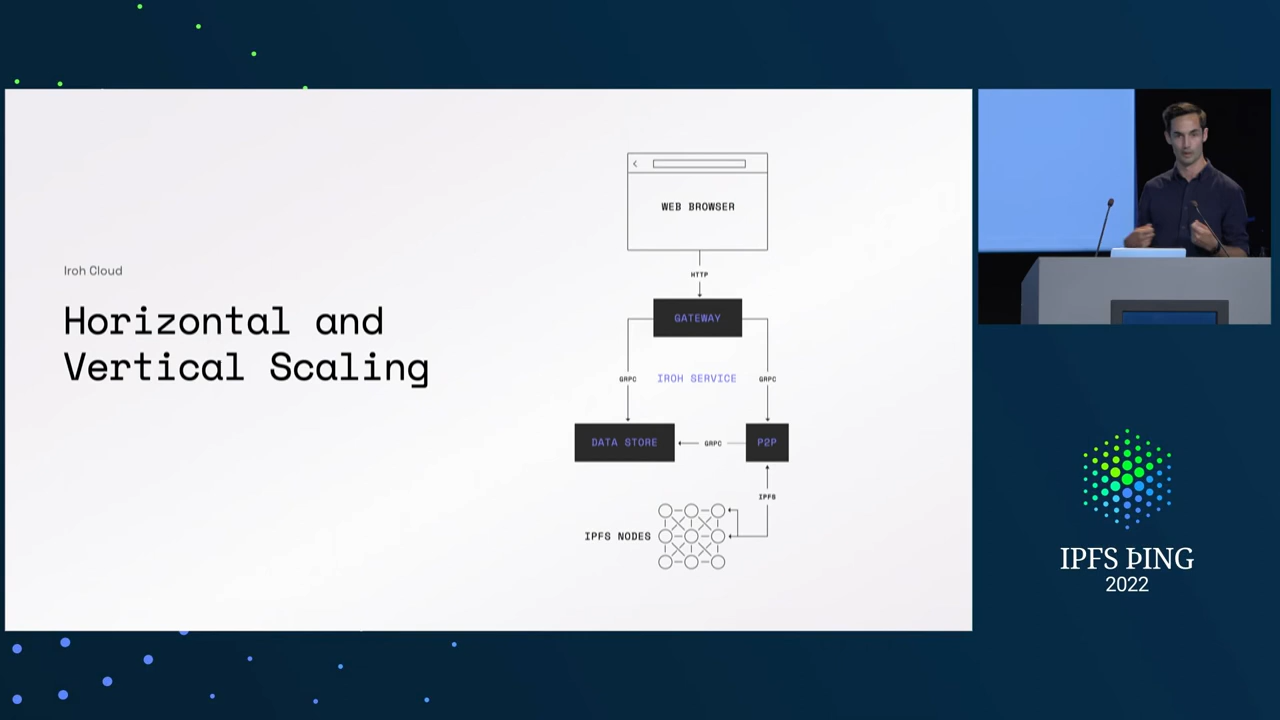 Iroh Cloud
Horizontal and
Vertical Scaling
WEB BROWSER
HTTP
GATEWAY
GRPC
IROH SERVICE
GRPC
DATA STORE
GRPC
P2P
IPFS
IPFS NODES
IPFS ÞING
2022